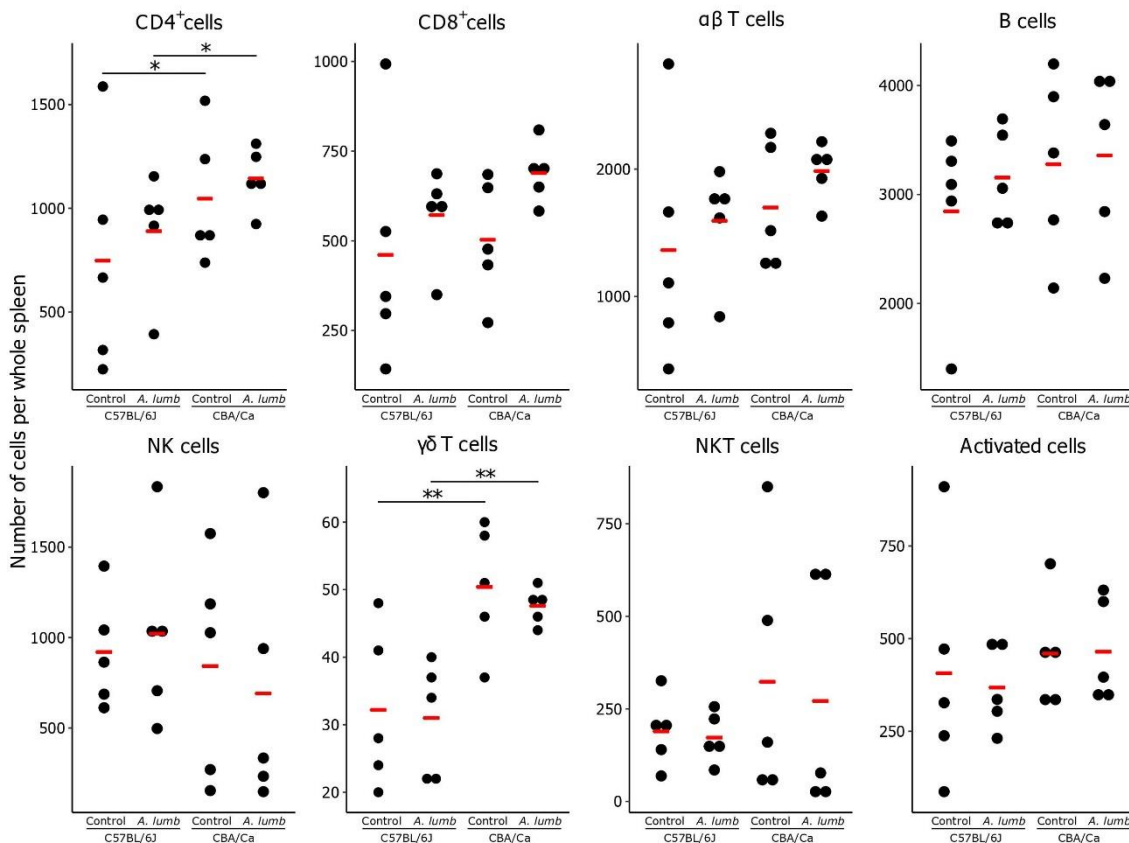 CD4⁺cells
CD8⁺cells
αβ T cells
B cells
Number of cells per whole spleen
* *
1500
1000
500
1000
750
500
250
2000
1000
4000
3000
2000
Control A. lumb Control A. lumb
C57BL/6J CBA/Ca
Control A. lumb Control A. lumb
C57BL/6J CBA/Ca
Control A. lumb Control A. lumb
C57BL/6J CBA/Ca
Control A. lumb Control A. lumb
C57BL/6J CBA/Ca
NK cells
γδ T cells
NKT cells
Activated cells
** **
1500
1000
500
60
50
40
30
20
750
500
250
0
750
500
250
Control A. lumb Control A. lumb
C57BL/6J CBA/Ca
Control A. lumb Control A. lumb
C57BL/6J CBA/Ca
Control A. lumb Control A. lumb
C57BL/6J CBA/Ca
Control A. lumb Control A. lumb
C57BL/6J CBA/Ca